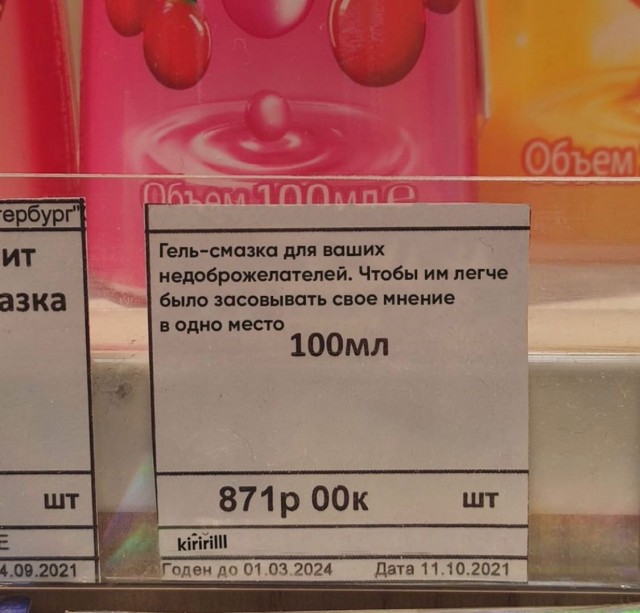 Объем 100мл е
Объем
тербург"
ит
азка
шт
Е
4.09.2021
Гель-смазка для ваших
недоброжелателей. Чтобы им легче
было засовывать свое мнение
в одно место
100мл
871р 00к шт
kiririlll
Годен до 01.03.2024 Дата 11.10.2021